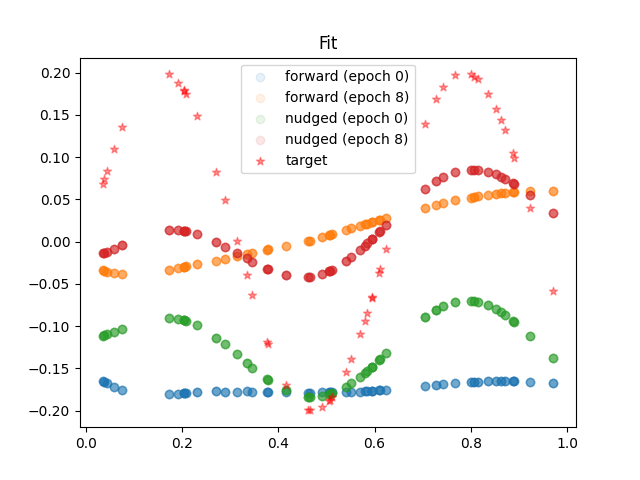 Fit
forward (epoch 0)
forward (epoch 8)
nudged (epoch 0)
nudged (epoch 8)
target
0.20
0.15
0.10
0.05
0.00
−0.05
−0.10
−0.15
−0.20
0.0 0.2 0.4 0.6 0.8 1.0